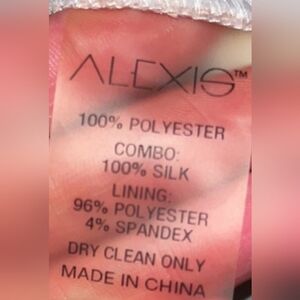 ALEXIS™
100% POLYESTER
COMBO:
100% SILK
LINING:
96% POLYESTER
4% SPANDEX
DRY CLEAN ONLY
MADE IN CHINA